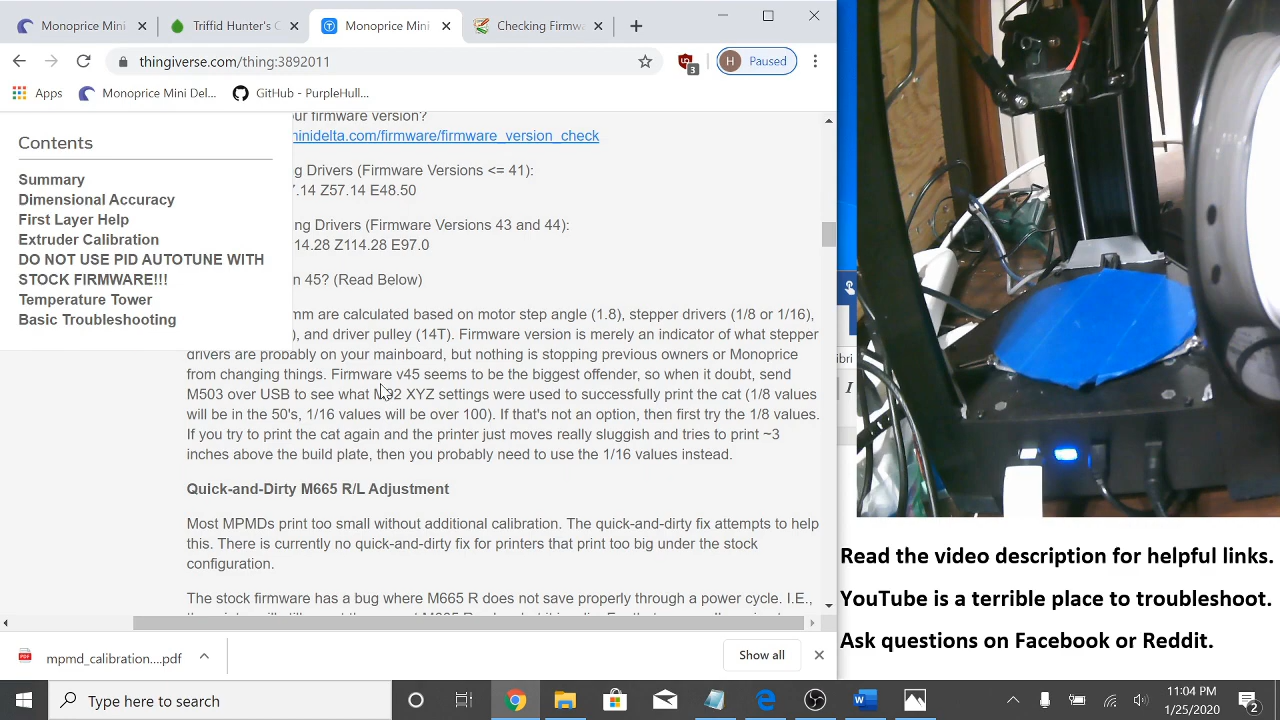 Monoprice Mini
Triffid Hunter's C
Monoprice Mini
Checking Firmw
thingiverse.com/thing:3892011
3
H
Paused
Apps
Monoprice Mini Del...
GitHub - PurpleHull...
Contents
Summary
Dimensional Accuracy
First Layer Help
Extruder Calibration
DO NOT USE PID AUTOTUNE WITH
STOCK FIRMWARE!!!
Temperature Tower
Basic Troubleshooting
ur firmware version?
minidelta.com/firmware/firmware_version_check
g Drivers (Firmware Versions <= 41):
7.14 Z57.14 E48.50
ng Drivers (Firmware Versions 43 and 44):
14.28 Z114.28 E97.0
n 45? (Read Below)
mm are calculated based on motor step angle (1.8), stepper drivers (1/8 or 1/16),
), and driver pulley (14T). Firmware version is merely an indicator of what stepper
drivers are probably on your mainboard, but nothing is stopping previous owners or Monoprice
from changing things. Firmware v45 seems to be the biggest offender, so when it doubt, send
M503 over USB to see what M92 XYZ settings were used to successfully print the cat (1/8 values
will be in the 50's, 1/16 values will be over 100). If that's not an option, then first try the 1/8 values.
If you try to print the cat again and the printer just moves really sluggish and tries to print ~3
inches above the build plate, then you probably need to use the 1/16 values instead.
Quick-and-Dirty M665 R/L Adjustment
Most MPMDs print too small without additional calibration. The quick-and-dirty fix attempts to help
this. There is currently no quick-and-dirty fix for printers that print too big under the stock
configuration.
The stock firmware has a bug where M665 R does not save properly through a power cycle. I.E.,
ibri
I
Read the video description for helpful links.
YouTube is a terrible place to troubleshoot.
Ask questions on Facebook or Reddit.
mpmd_calibration....pdf
Show all
Type here to search
11:04 PM
1/25/2020
2